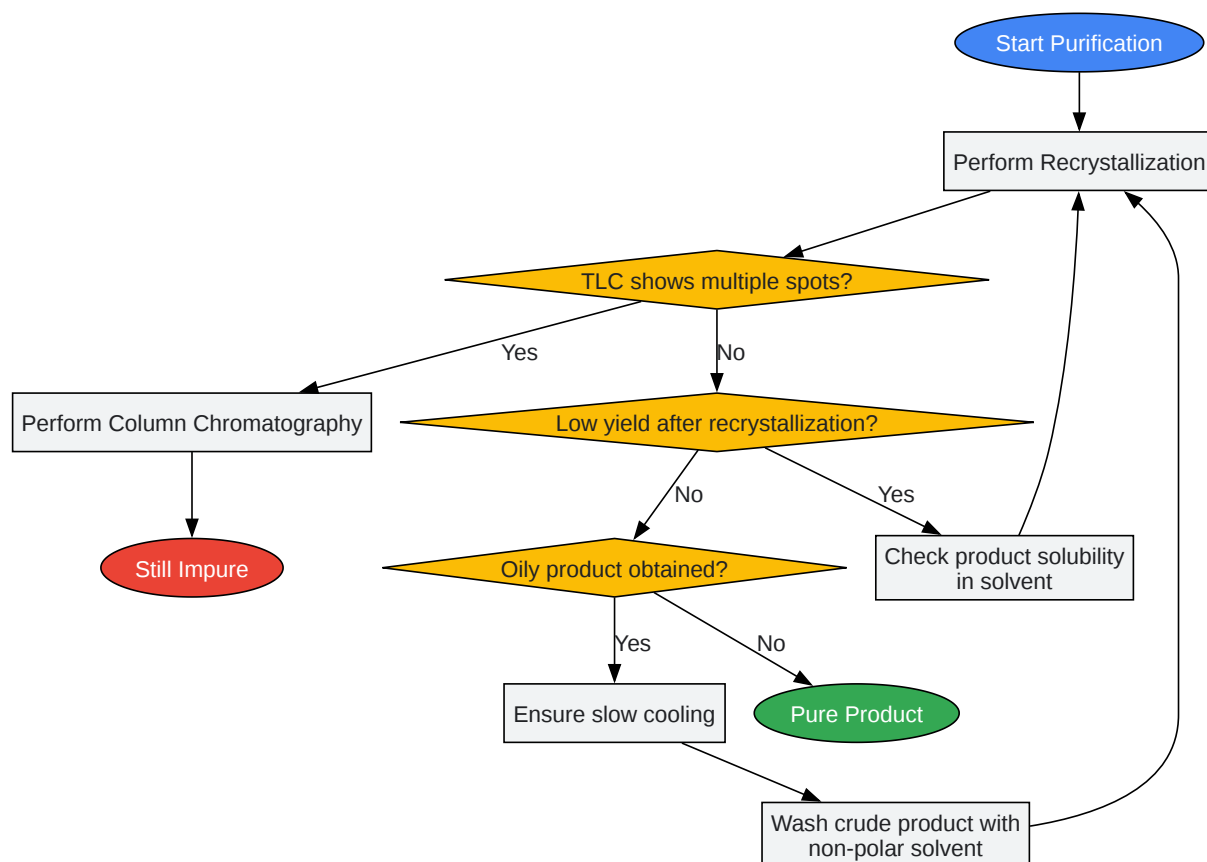 Start Purification
Perform Recrystallization
TLC shows multiple spots?
Yes
No
Perform Column Chromatography
Low yield after recrystallization?
No
Yes
Still Impure
Oily product obtained?
Check product solubility
in solvent
Yes
No
Ensure slow cooling
Pure Product
Wash crude product with
non-polar solvent